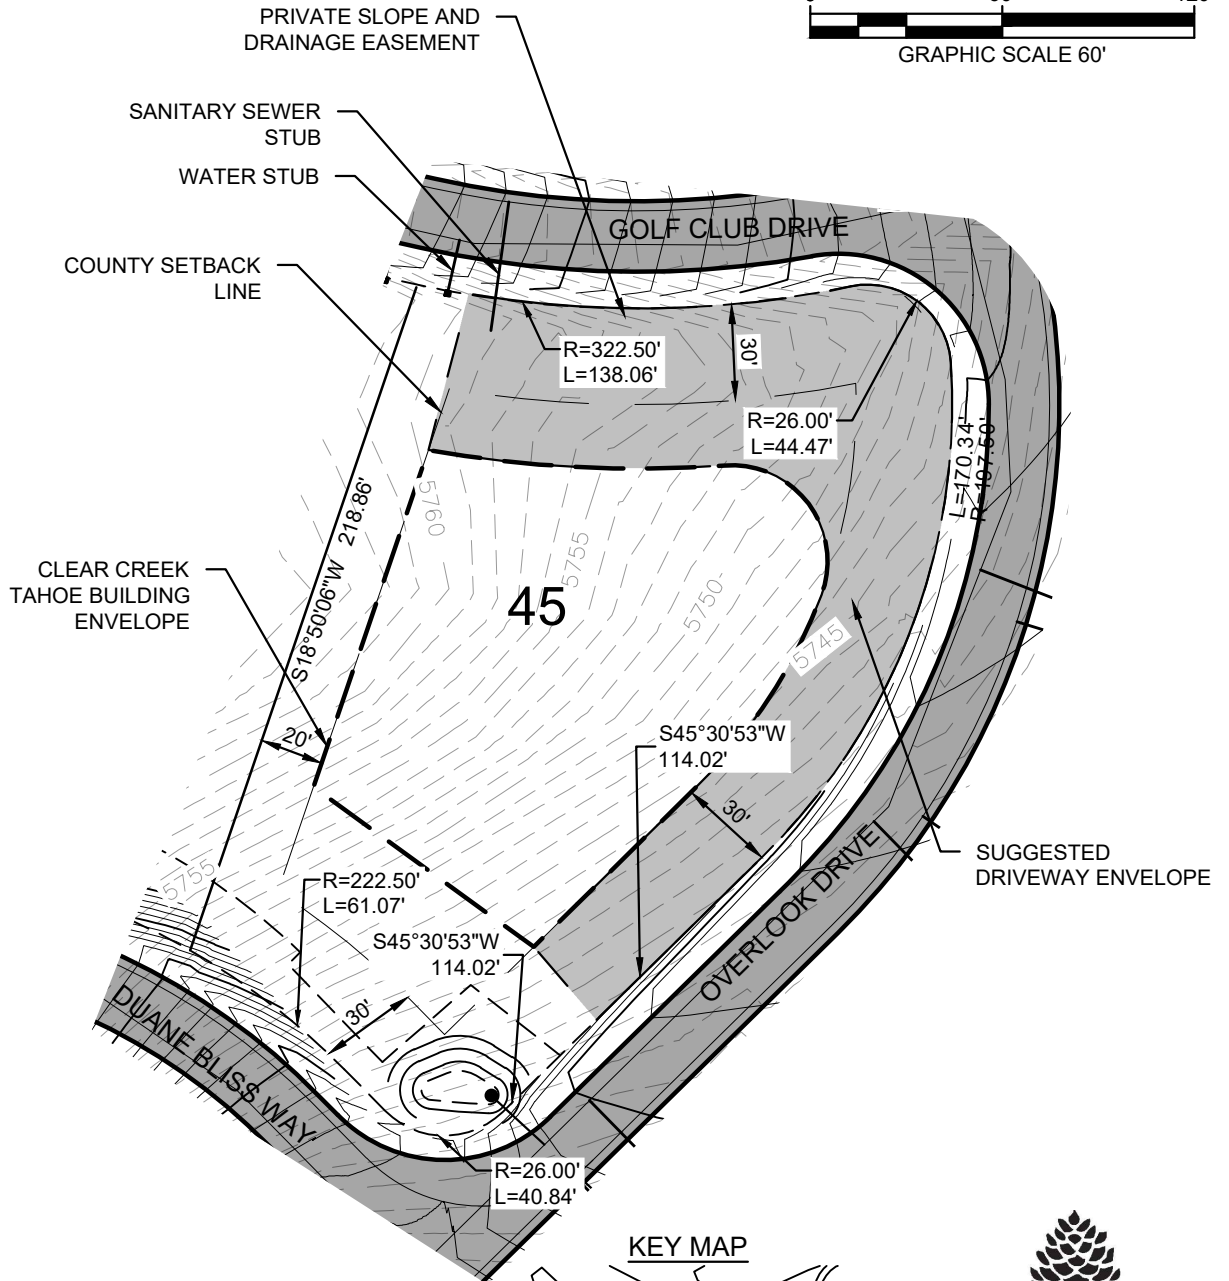 PRIVATE SLOPE AND
DRAINAGE EASEMENT
GRAPHIC SCALE 60'
SANITARY SEWER
STUB
WATER STUB
GOLF CLUB DRIVE
COUNTY SETBACK
LINE
R=322.50'
L=138.06'
30'
R=26.00'
L=44.47'
L=170.34'
R=197.50'
5760
218.86'
S18°50'06"W
5755
CLEAR CREEK
TAHOE BUILDING
ENVELOPE
45
5750
5745
20'
S45°30'53"W
114.02'
30'
SUGGESTED
DRIVEWAY ENVELOPE
OVERLOOK DRIVE
5755
R=222.50'
L=61.07'
S45°30'53"W
114.02'
30'
DUANE BLISS WAY
R=26.00'
L=40.84'
KEY MAP